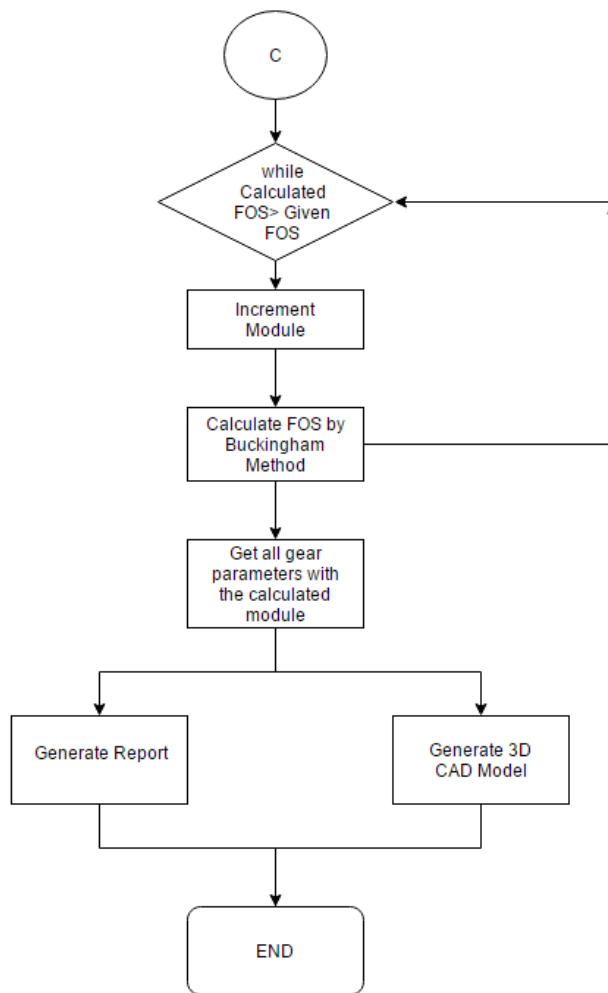 C
while
Calculated
FOS> Given
FOS
Increment
Module
Calculate FOS by
Buckingham
Method
Get all gear
parameters with
the calculated
module
Generate Report
Generate 3D
CAD Model
END